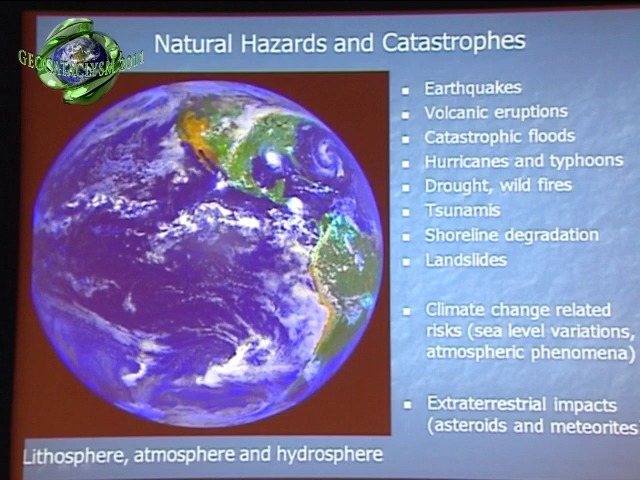 GEOCATACLYSM 2011
Natural Hazards and Catastrophes
Earthquakes
Volcanic eruptions
Catastrophic floods
Hurricanes and typhoons
Drought, wild fires
Tsunamis
Shoreline degradation
Landslides
Climate change related
risks (sea level variations,
atmospheric phenomena)
Extraterrestrial impacts
(asteroids and meteorites
Lithosphere, atmosphere and hydrosphere